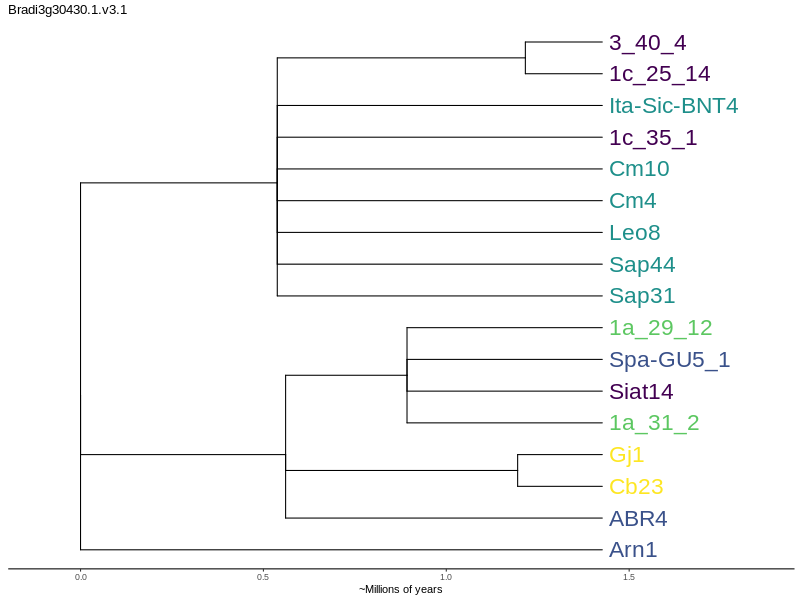 Bradi3g30430.1.v3.1
3_40_4
1c_25_14
Ita-Sic-BNT4
1c_35_1
Cm10
Cm4
Leo8
Sap44
Sap31
1a_29_12
Spa-GU5_1
Siat14
1a_31_2
Gj1
Cb23
ABR4
Arn1
0.0 0.5 1.0 1.5
~Millions of years